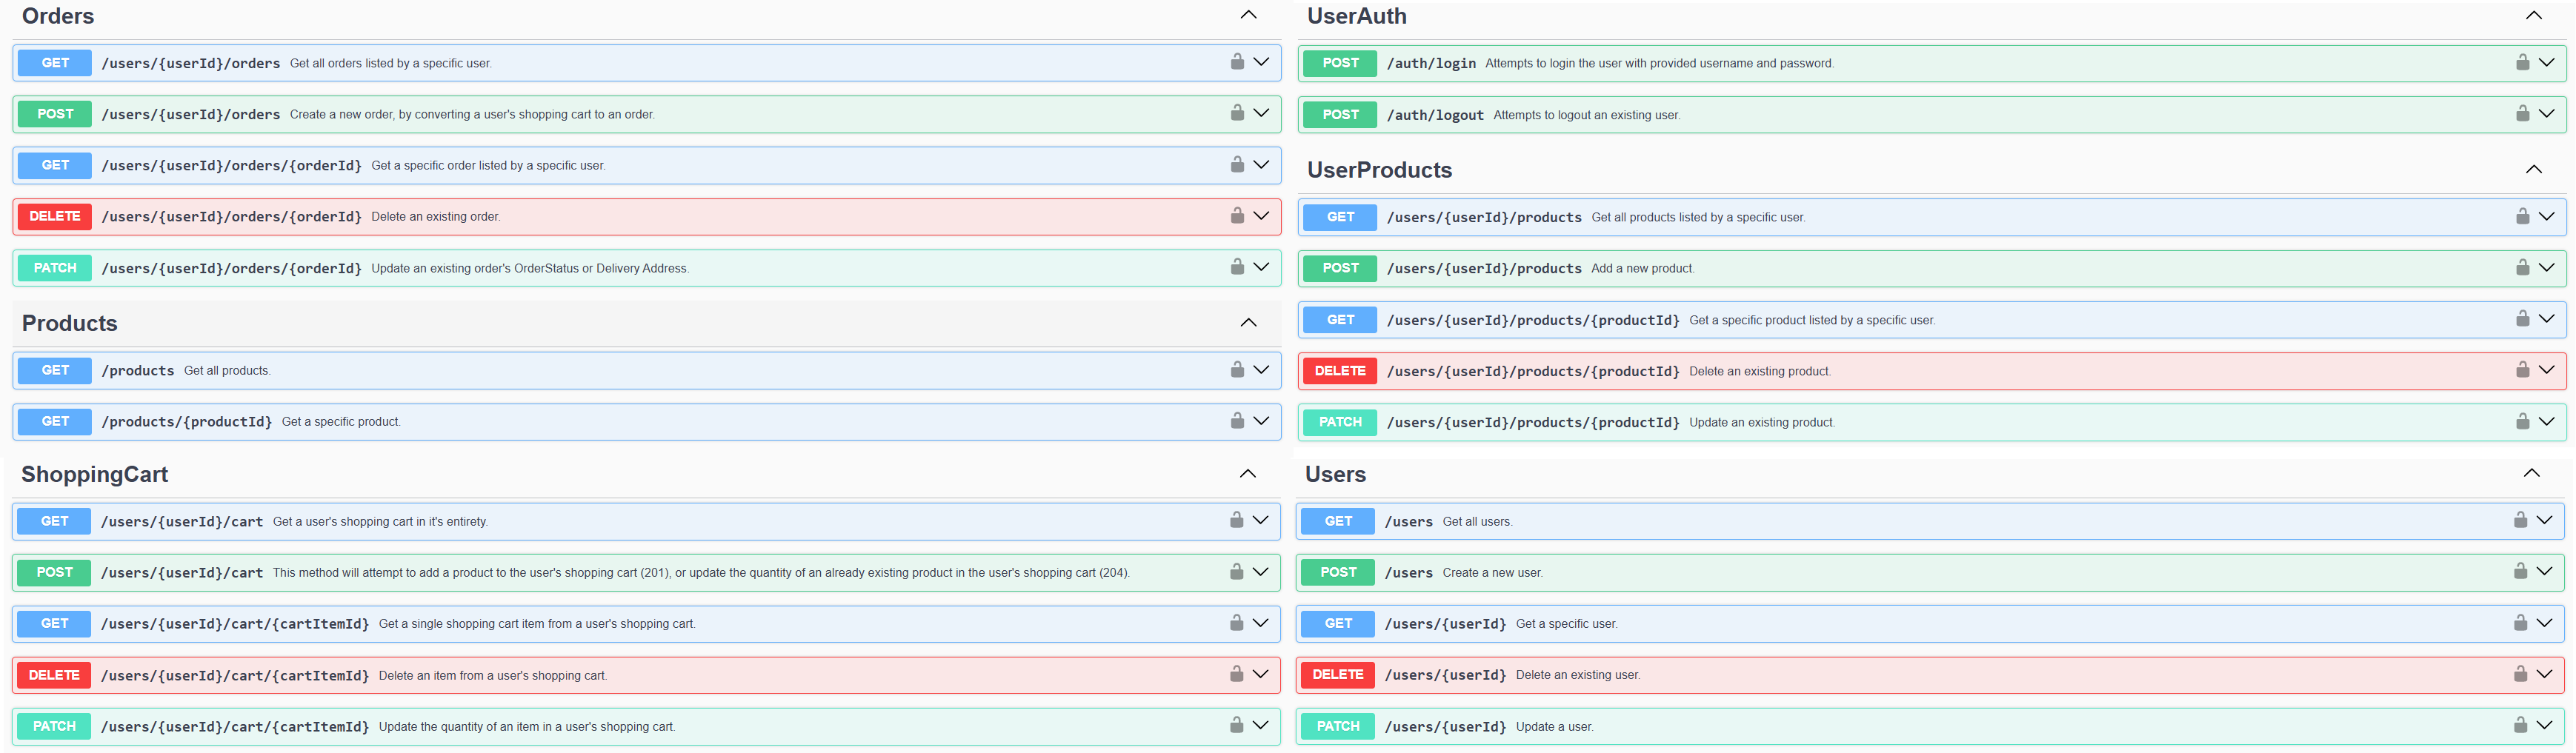 Orders
GET /users/{userId}/orders Get all orders listed by a specific user.
POST /users/{userId}/orders Create a new order, by converting a user's shopping cart to an order.
GET /users/{userId}/orders/{orderId} Get a specific order listed by a specific user.
DELETE /users/{userId}/orders/{orderId} Delete an existing order.
PATCH /users/{userId}/orders/{orderId} Update an existing order's OrderStatus or Delivery Address.
Products
GET /products Get all products.
GET /products/{productId} Get a specific product.
ShoppingCart
GET /users/{userId}/cart Get a user's shopping cart in it's entirety.
POST /users/{userId}/cart This method will attempt to add a product to the user's shopping cart (201), or update the quantity of an already existing product in the user's shopping cart (204).
GET /users/{userId}/cart/{cartItemId} Get a single shopping cart item from a user's shopping cart.
DELETE /users/{userId}/cart/{cartItemId} Delete an item from a user's shopping cart.
PATCH /users/{userId}/cart/{cartItemId} Update the quantity of an item in a user's shopping cart.
UserAuth
POST /auth/login Attempts to login the user with provided username and password.
POST /auth/logout Attempts to logout an existing user.
UserProducts
GET /users/{userId}/products Get all products listed by a specific user.
POST /users/{userId}/products Add a new product.
GET /users/{userId}/products/{productId} Get a specific product listed by a specific user.
DELETE /users/{userId}/products/{productId} Delete an existing product.
PATCH /users/{userId}/products/{productId} Update an existing product.
Users
GET /users Get all users.
POST /users Create a new user.
GET /users/{userId} Get a specific user.
DELETE /users/{userId} Delete an existing user.
PATCH /users/{userId} Update a user.